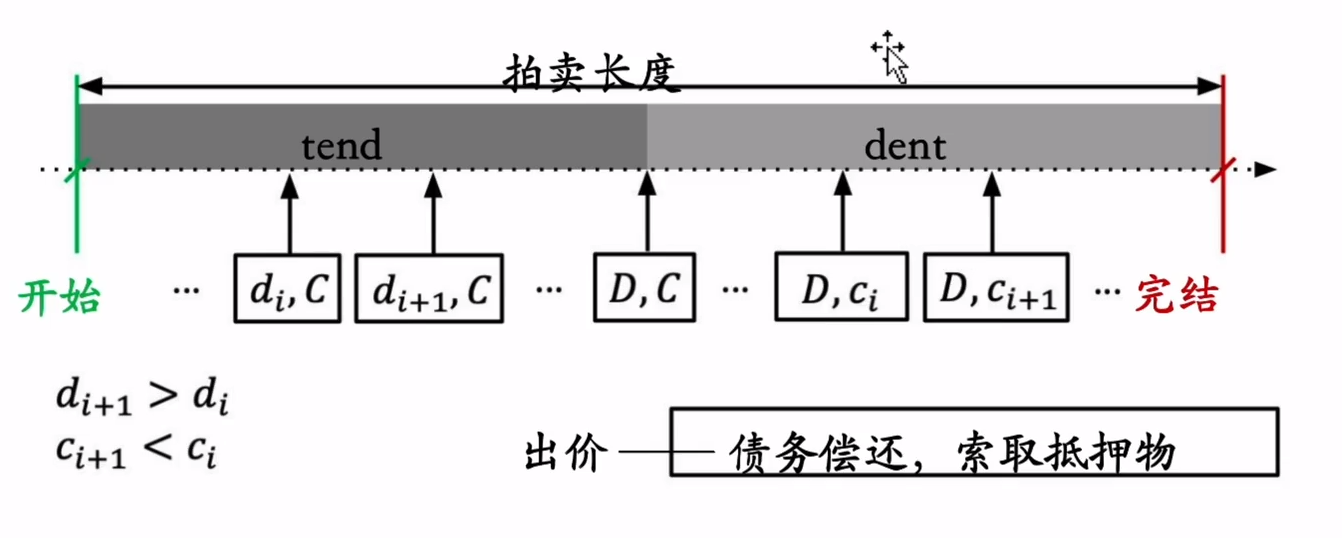 拍卖长度
tend dent
开始 ... d_i, C d_{i+1}, C ... D, C ... D, c_i D, c_{i+1} ... 完结
d_{i+1} > d_i
c_{i+1} < c_i
出价 债务偿还，索取抵押物